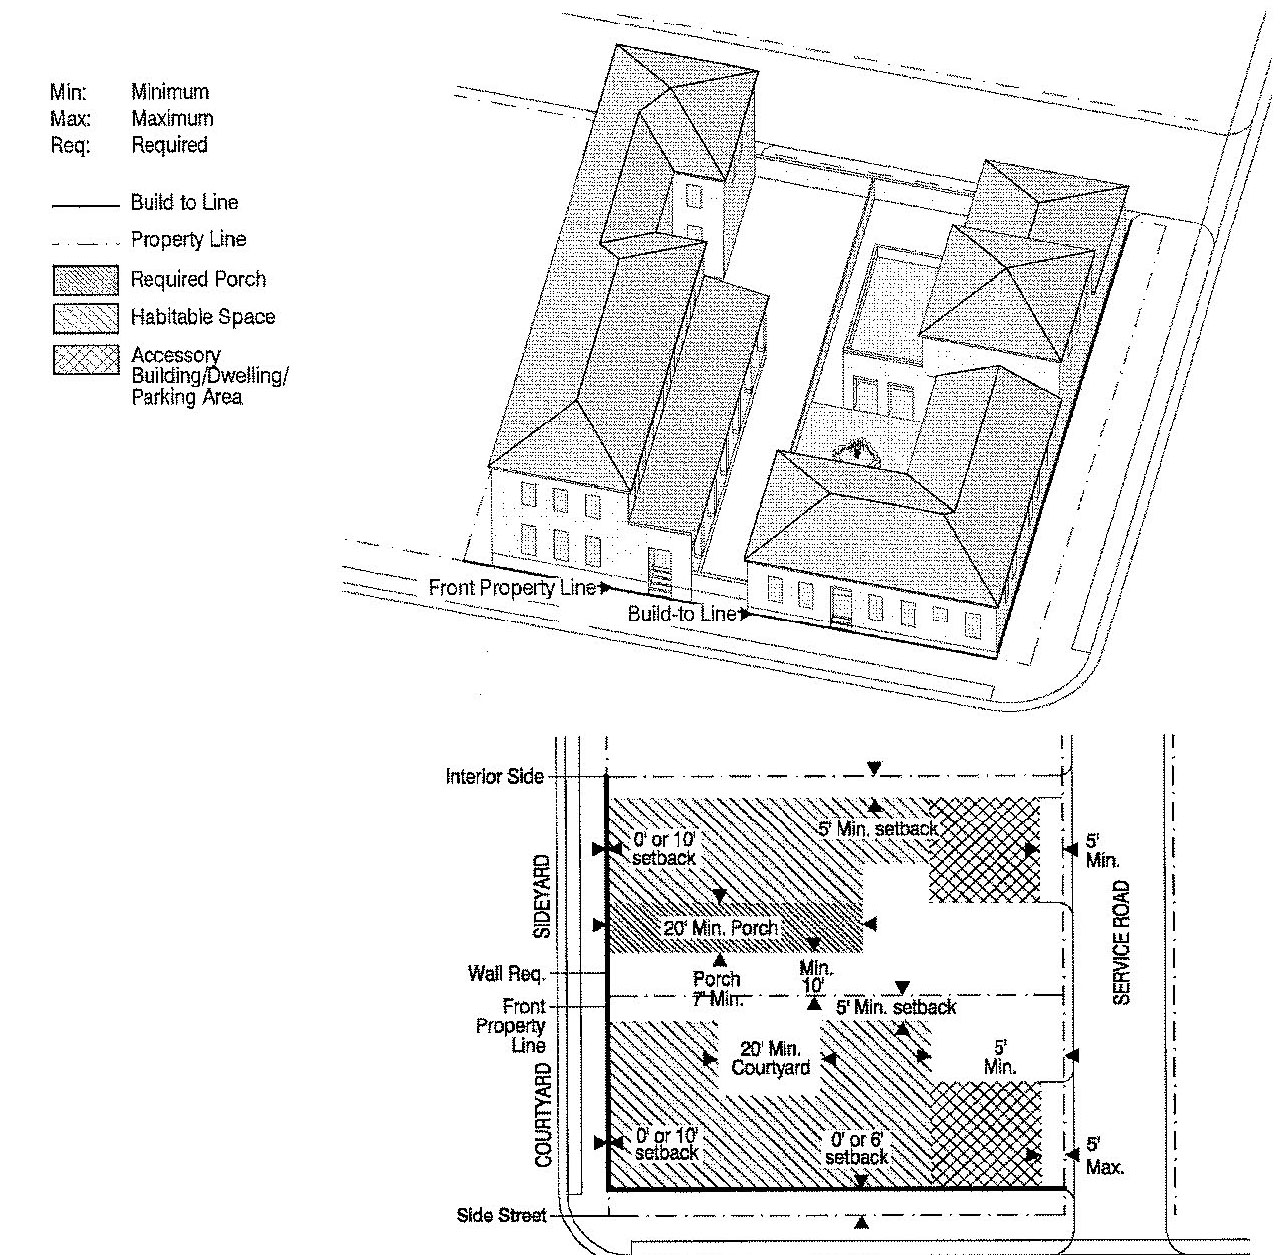 Min: Minimum
Max: Maximum
Req: Required
Build to Line
Property Line
Required Porch
Habitable Space
Accessory
Building/Dwelling/
Parking Area
Front Property Line
Build-to Line
Interior Side
5' Min. setback
0' or 10'
setback
5'
Min.
SIDEYARD
20' Min. Porch
SERVICE ROAD
Wall Req.
Porch
7' Min.
Min.
10'
Front
Property
Line
5' Min. setback
20' Min.
Courtyard
5'
Min.
COURTYARD
0' or 10'
setback
0' or 6'
setback
5'
Max.
Side Street